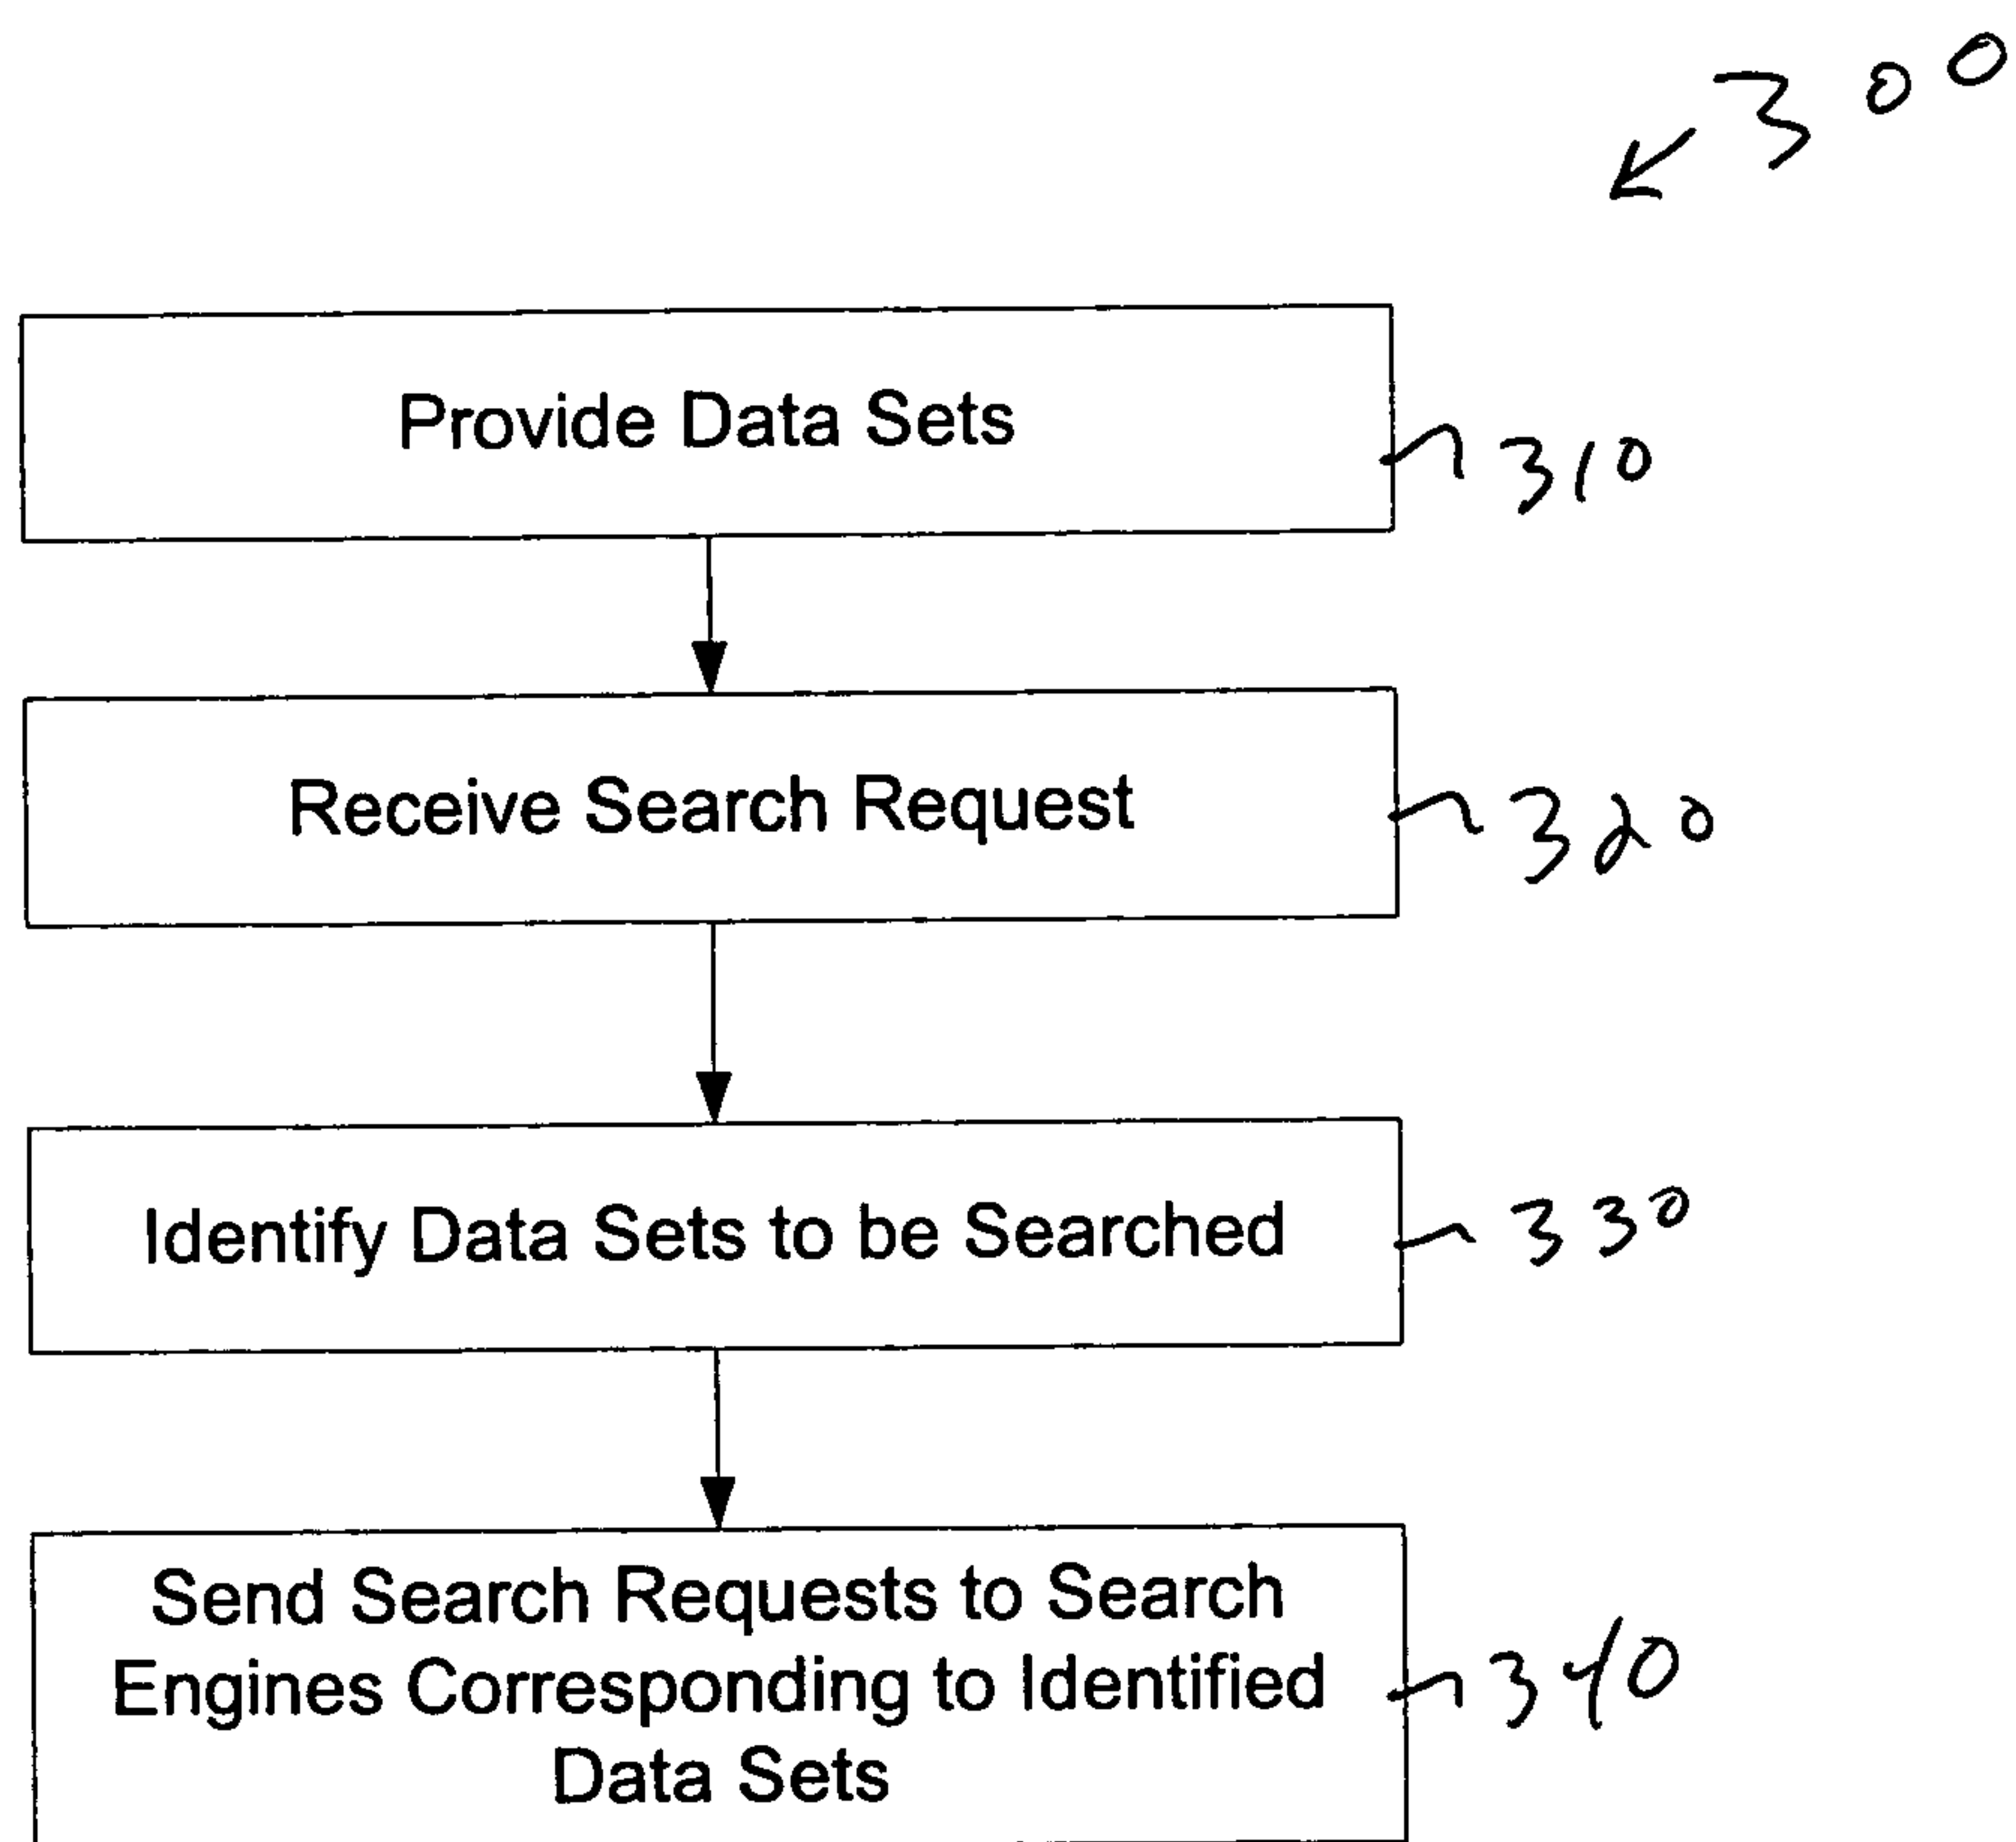 300
Provide Data Sets
310
Receive Search Request
320
Identify Data Sets to be Searched
330
Send Search Requests to Search
Engines Corresponding to Identified
Data Sets
340